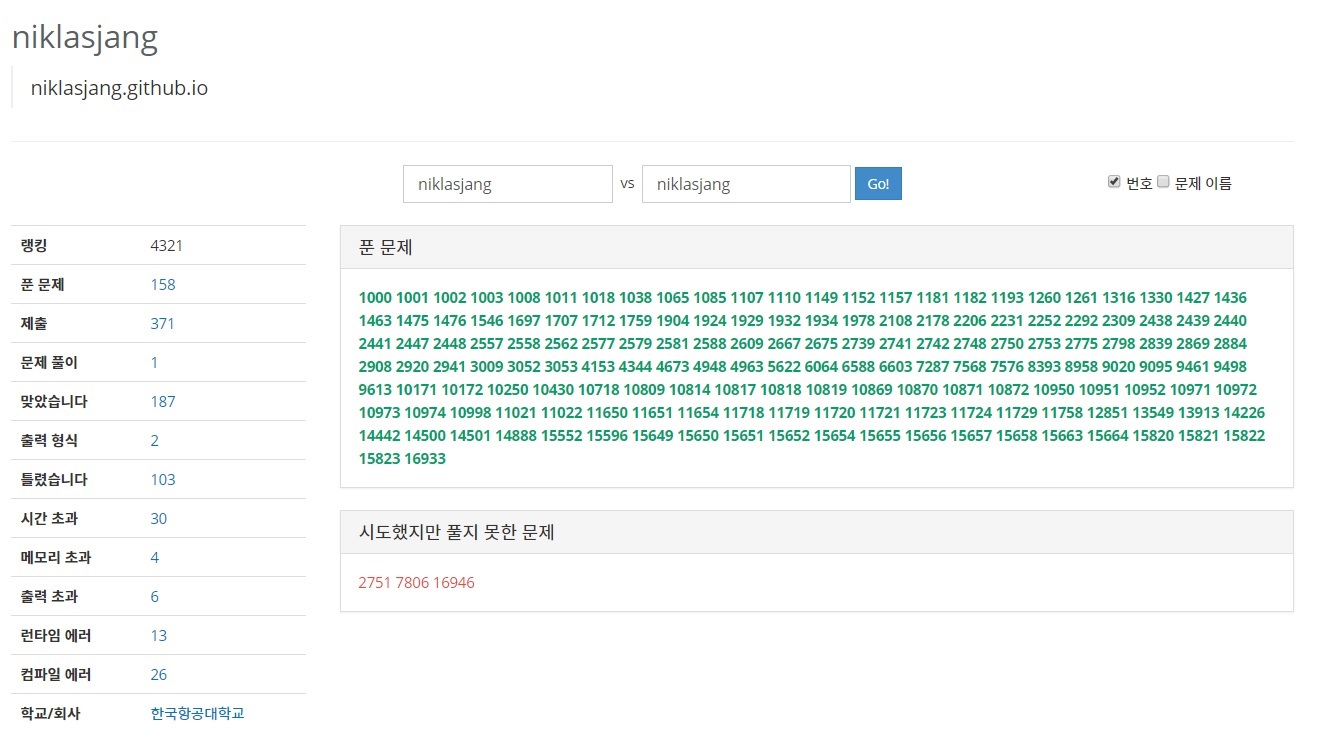 niklasjang
niklasjang.github.io
niklasjang vs niklasjang Go! 번호 문제 이름
랭킹 4321
푼 문제 158
제출 371
문제 풀이 1
맞았습니다 187
출력 형식 2
틀렸습니다 103
시간 초과 30
메모리 초과 4
출력 초과 6
런타임 에러 13
컴파일 에러 26
학교/회사 한국항공대학교
푼 문제
1000 1001 1002 1003 1008 1011 1018 1038 1065 1085 1107 1110 1149 1152 1157 1181 1182 1193 1260 1261 1316 1330 1427 1436
1463 1475 1476 1546 1697 1707 1712 1759 1904 1924 1929 1932 1934 1978 2108 2178 2206 2231 2252 2292 2309 2438 2439 2440
2441 2447 2448 2557 2558 2562 2577 2579 2581 2588 2609 2667 2675 2739 2741 2742 2748 2750 2753 2775 2798 2839 2869 2884
2908 2920 2941 3009 3052 3053 4153 4344 4673 4948 4963 5622 6064 6588 6603 7287 7568 7576 8393 8958 9020 9095 9461 9498
9613 10171 10172 10250 10430 10718 10809 10814 10817 10818 10819 10869 10870 10871 10872 10950 10951 10952 10971 10972
10973 10974 10998 11021 11022 11650 11651 11654 11718 11719 11720 11721 11723 11724 11729 11758 12851 13549 13913 14226
14442 14500 14501 14888 15552 15596 15649 15650 15651 15652 15654 15655 15656 15657 15658 15663 15664 15820 15821 15822
15823 16933
시도했지만 풀지 못한 문제
2751 7806 16946